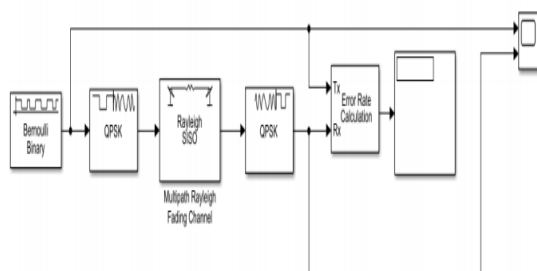 Tx
Rx
Error Rate
Calculation
Bernoulli
Binary
QPSK
Rayleigh
SISO
QPSK
Multipath Rayleigh
Fading Channel